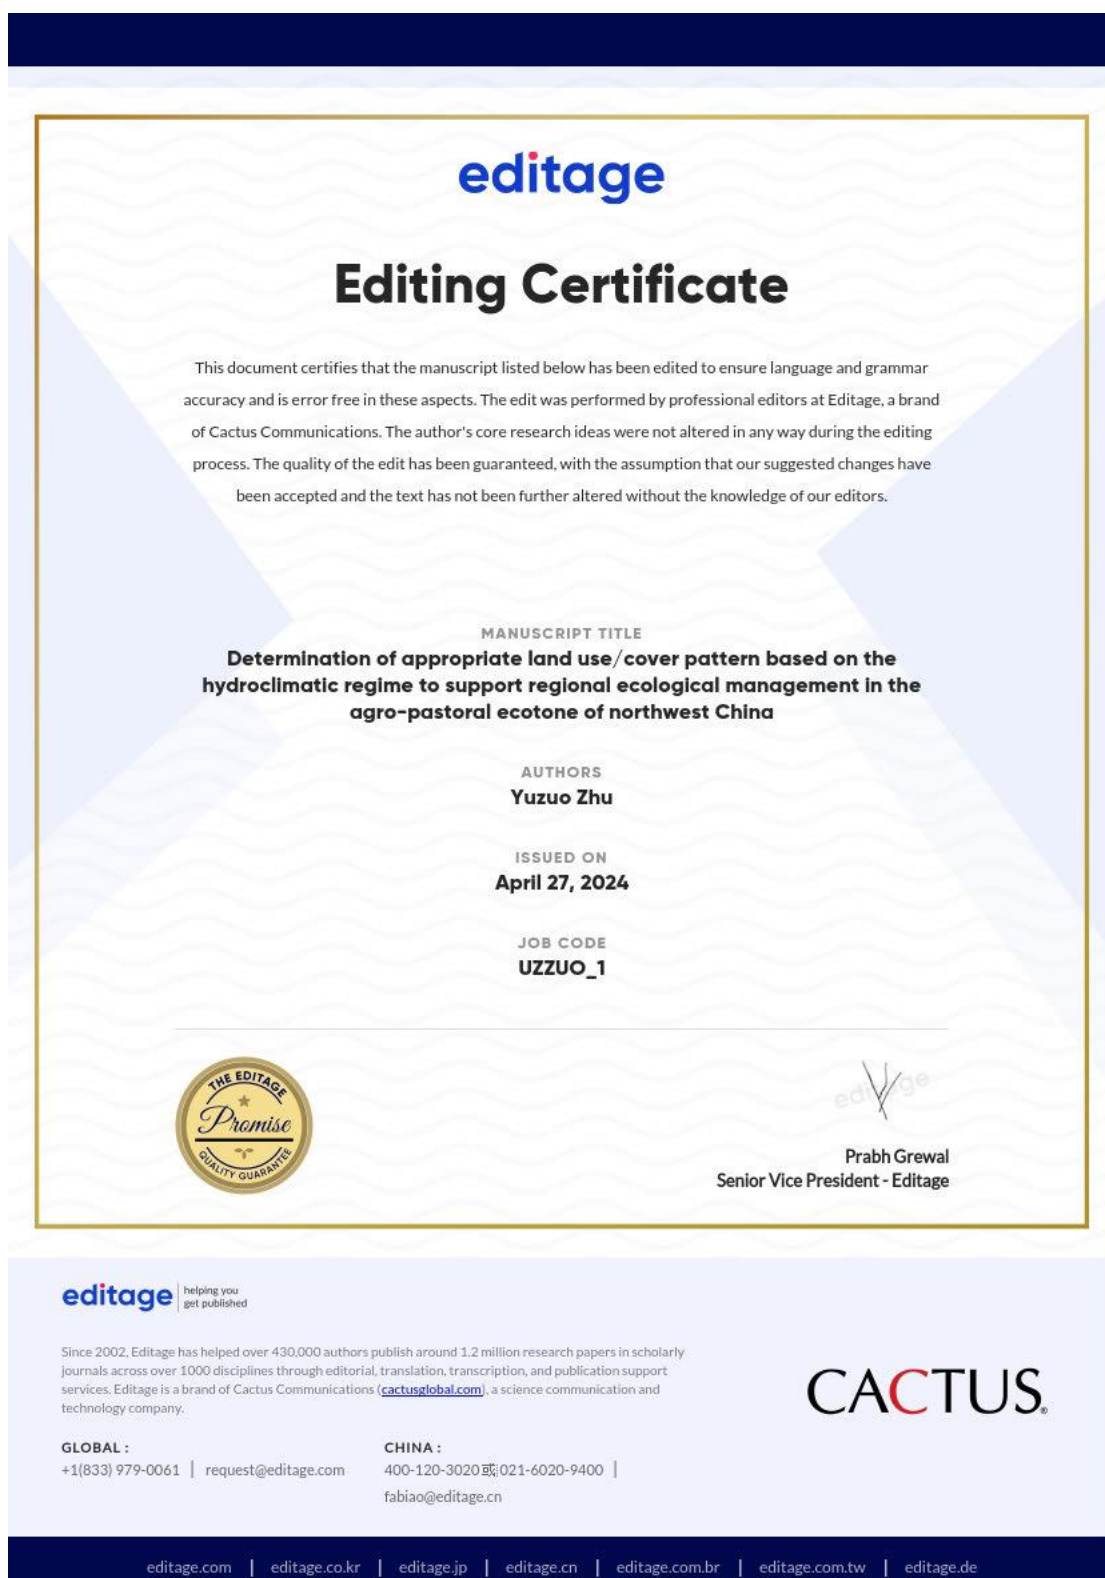 editage
Editing Certificate
This document certifies that the manuscript listed below has been edited to ensure language and grammar
accuracy and is error free in these aspects. The edit was performed by professional editors at Editage, a brand
of Cactus Communications. The author's core research ideas were not altered in any way during the editing
process. The quality of the edit has been guaranteed, with the assumption that our suggested changes have
been accepted and the text has not been further altered without the knowledge of our editors.
MANUSCRIPT TITLE
Determination of appropriate land use/cover pattern based on the
hydroclimatic regime to support regional ecological management in the
agro-pastoral ecotone of northwest China
AUTHORS
Yuzuo Zhu
ISSUED ON
April 27, 2024
JOB CODE
UZZUO_1
THE EDITAGE
Promise
QUALITY GUARANTEE
editage
Prabh Grewal
Senior Vice President - Editage
editage | helping you
get published
Since 2002, Editage has helped over 430,000 authors publish around 1.2 million research papers in scholarly
journals across over 1000 disciplines through editorial, translation, transcription, and publication support
services. Editage is a brand of Cactus Communications (cactusglobal.com), a science communication and
technology company.
CACTUS®
GLOBAL :
+1(833) 979-0061 | request@editage.com
CHINA :
400-120-3020或021-6020-9400 |
fabiao@editage.cn
editage.com | editage.co.kr | editage.jp | editage.cn | editage.com.br | editage.com.tw | editage.de